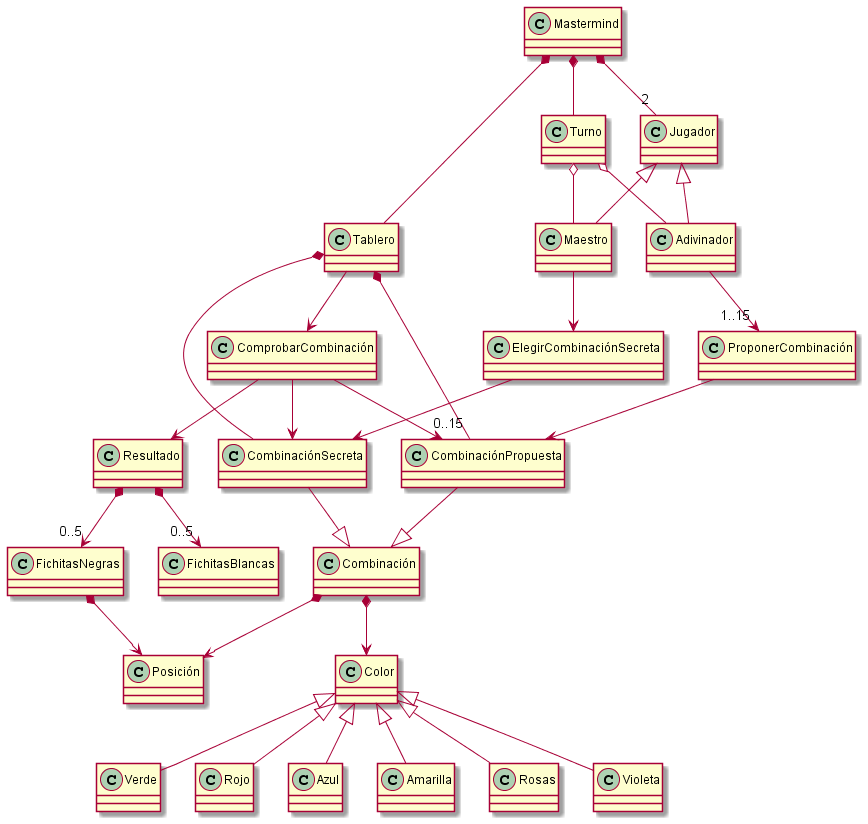 C Mastermind
2
C Turno
C Jugador
C Tablero
C Maestro
C Adivinador
1..15
C ComprobarCombinación
C ElegirCombinaciónSecreta
C ProponerCombinación
0..15
C Resultado
C CombinaciónSecreta
C CombinaciónPropuesta
0..5
0..5
C FichitasNegras
C FichitasBlancas
C Combinación
C Posición
C Color
C Verde
C Rojo
C Azul
C Amarilla
C Rosas
C Violeta